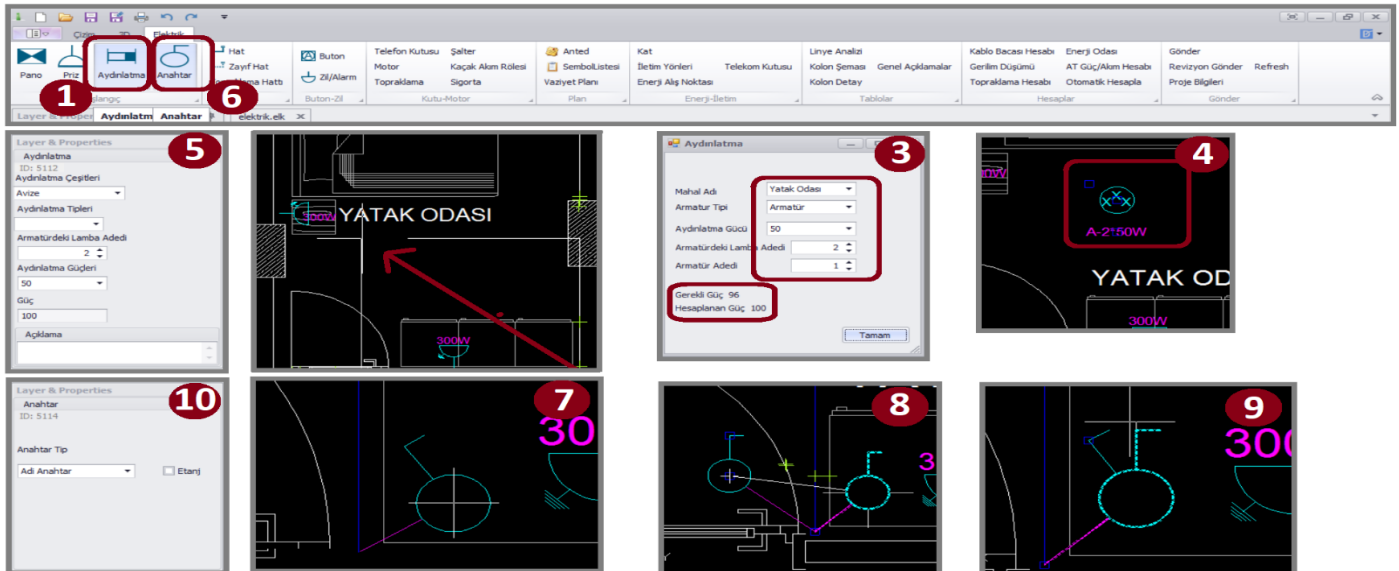 Çizim 3D Elektrik
Pano Priz Aydınlatma Anahtar
Hat
Zayıf Hat
Hattı
Buton
Zil/Alarm
Buton-Zil
Telefon Kutusu Şalter
Motor Kaçak Akım Rölesi
Topraklama Sigorta
Kutu-Motor
Anted
SembolListesi
Vaziyet Planı
Plan
Kat
İletim Yönleri Telekom Kutusu
Enerji Alış Noktası
Enerji-İletim
Linye Analizi
Kolon Şeması Genel Açıklamalar
Kolon Detay
Tablolar
Kablo Bacası Hesabı Enerji Odası
Gerilim Düşümü AT Güç/Akım Hesabı
Topraklama Hesabı Otomatik Hesapla
Hesaplar
Gönder
Revizyon Gönder Refresh
Proje Bilgileri
Gönder
1
6
Layer & Proper Aydınlatm Anahtar elektrik.elk
Layer & Properties
5
Aydınlatma
ID: 5112
Aydınlatma Çeşitleri
Avize
Aydınlatma Tipleri
Armatürdeki Lamba Adedi
2
Aydınlatma Güçleri
50
Güç
100
Açıklama
300W
YATAK ODASI
300W
Aydınlatma
3
Mahal Adı Yatak Odası
Armatur Tipi Armatür
Aydınlatma Gücü 50
Armatürdeki Lamba Adedi 2
Armatür Adedi 1
Gerekli Güç 96
Hesaplanan Güç 100
Tamam
4
00W
A-2*50W
YATAK OD
300W
Layer & Properties
10
Anahtar
ID: 5114
Anahtar Tip
Adi Anahtar Etanj
7
30
8
3
9
300